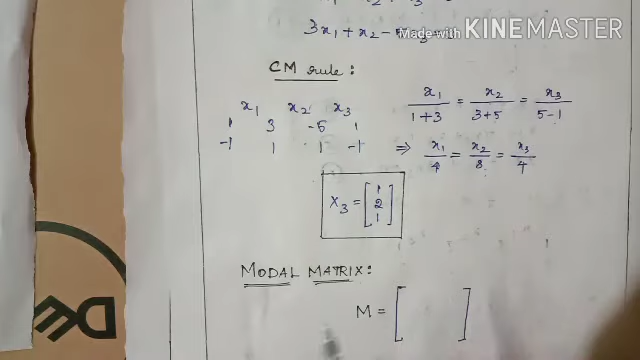 3x₁ + x₂ -
Made with KINEMASTER
CM rule:
x₁ x₂ x₃
1 3 -5 1
-1 1 1 -1
x₁/1+3 = x₂/3+5 = x₃/5-1
⇒ x₁/4 = x₂/8 = x₃/4
X₃ = [1 2 1]
MODAL MATRIX:
M = [ ]
DE